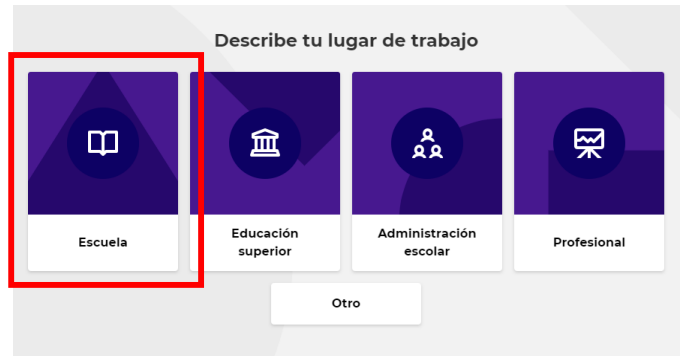 Describe tu lugar de trabajo
Escuela
Educación
superior
Administración
escolar
Profesional
Otro